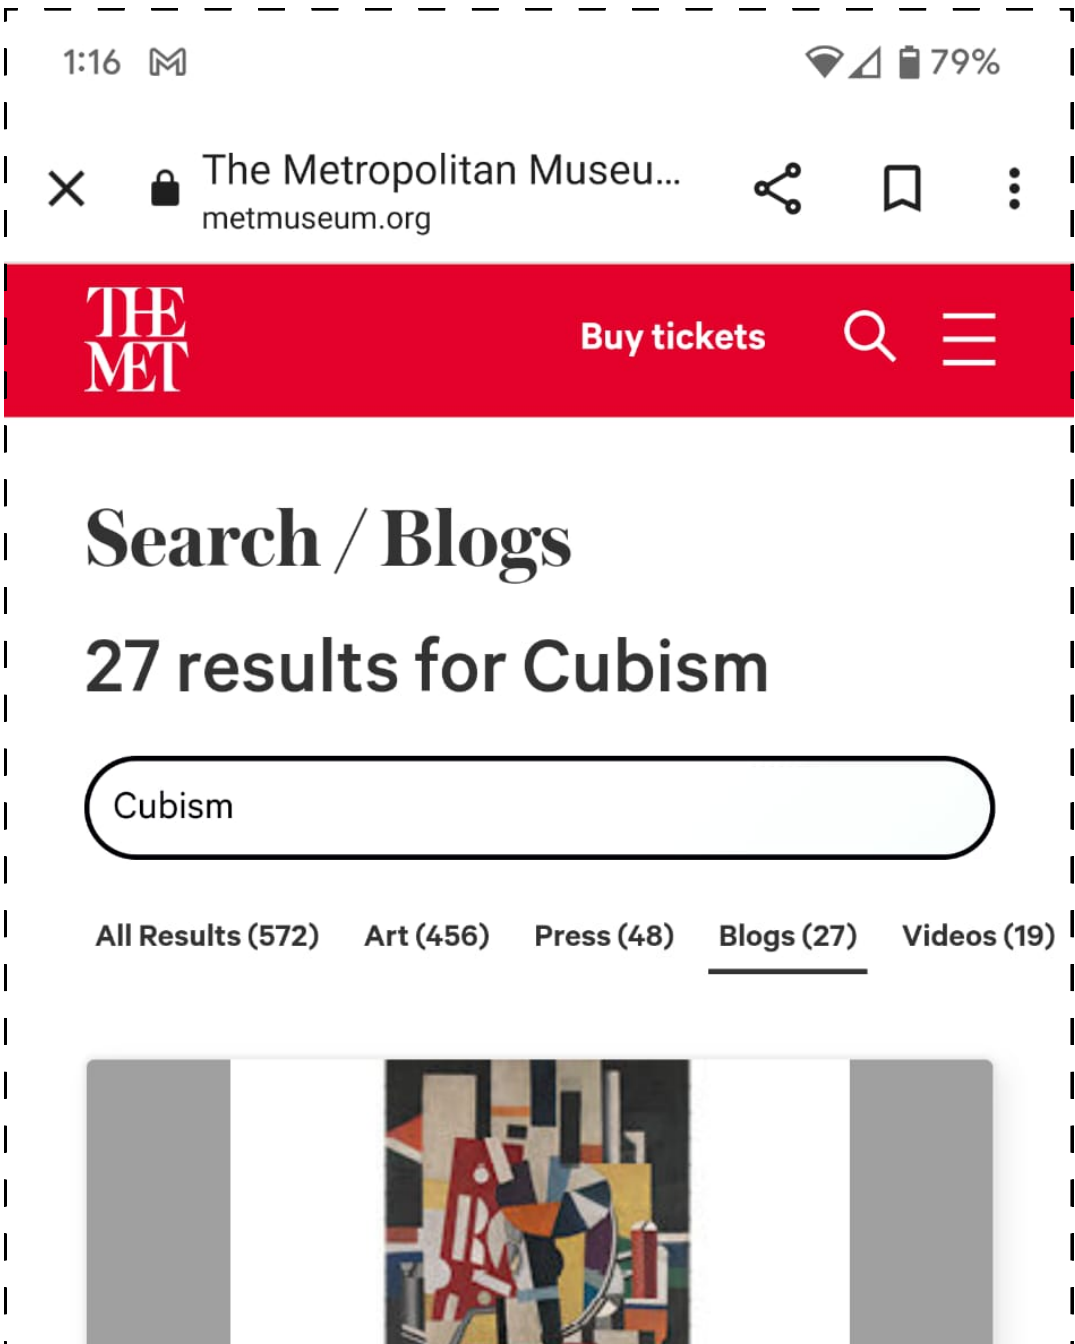 1:16 79%
The Metropolitan Museu...
metmuseum.org
THE
MET
Buy tickets
Search / Blogs
27 results for Cubism
Cubism
All Results (572) Art (456) Press (48) Blogs (27) Videos (19)